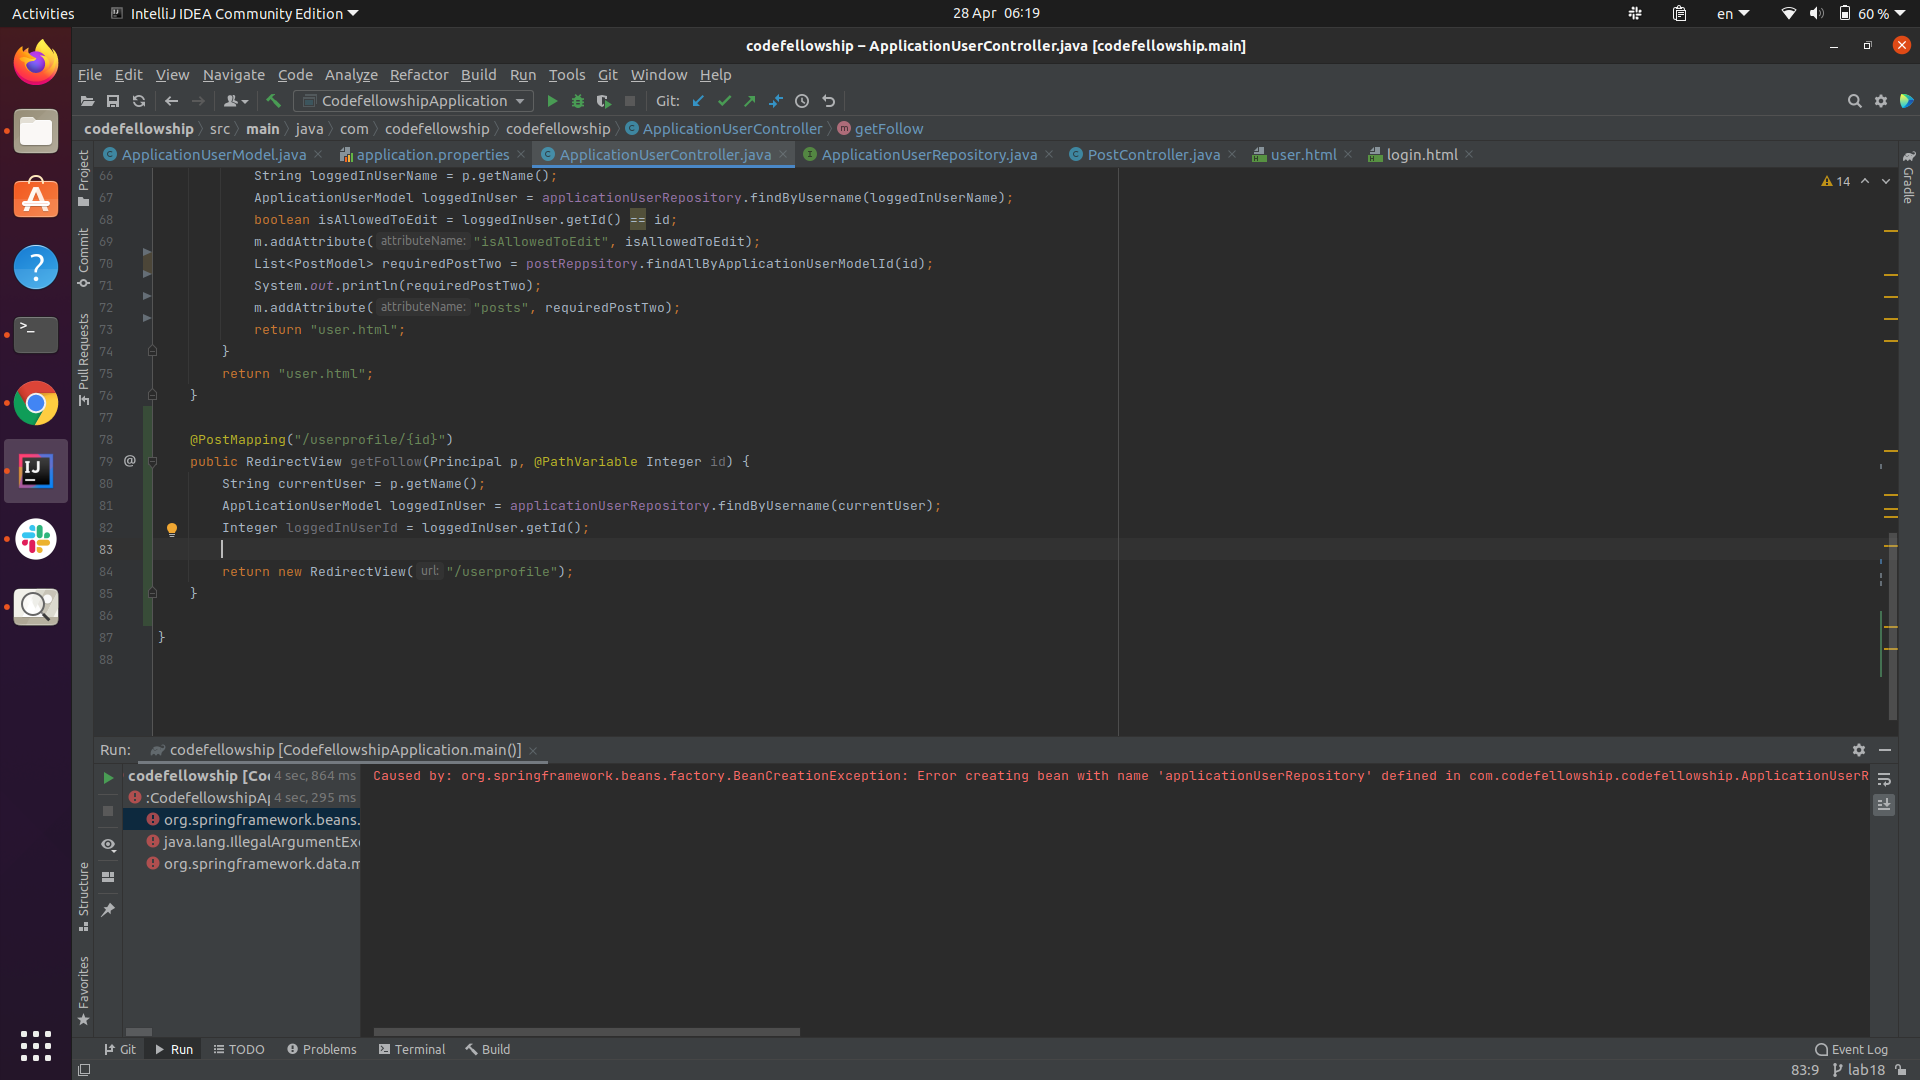 Activities IntelliJ IDEA Community Edition 28 Apr 06:19 en 60 %
codefellowship – ApplicationUserController.java [codefellowship.main]
File Edit View Navigate Code Analyze Refactor Build Run Tools Git Window Help
CodefellowshipApplication Git:
codefellowship src main java com codefellowship codefellowship ApplicationUserController getFollow
ApplicationUserModel.java application.properties ApplicationUserController.java ApplicationUserRepository.java PostController.java user.html login.html
Project
Commit
Pull Requests
Structure
Favorites
Gradle
14
66 String loggedInUserName = p.getName();
67 ApplicationUserModel loggedInUser = applicationUserRepository.findByUsername(loggedInUserName);
68 boolean isAllowedToEdit = loggedInUser.getId() == id;
69 m.addAttribute( attributeName: "isAllowedToEdit", isAllowedToEdit);
70 List<PostModel> requiredPostTwo = postReppsitory.findAllByApplicationUserModelId(id);
71 System.out.println(requiredPostTwo);
72 m.addAttribute( attributeName: "posts", requiredPostTwo);
73 return "user.html";
74 }
75 return "user.html";
76 }
77
78 @PostMapping("/userprofile/{id}")
79 @ public RedirectView getFollow(Principal p, @PathVariable Integer id) {
80 String currentUser = p.getName();
81 ApplicationUserModel loggedInUser = applicationUserRepository.findByUsername(currentUser);
82 Integer loggedInUserId = loggedInUser.getId();
83
84 return new RedirectView( url: "/userprofile");
85 }
86
87 }
88
Run: codefellowship [CodefellowshipApplication.main()]
codefellowship [Co 4 sec, 864 ms
:CodefellowshipAp 4 sec, 295 ms
org.springframework.beans.
java.lang.IllegalArgumentExc
org.springframework.data.m
Caused by: org.springframework.beans.factory.BeanCreationException: Error creating bean with name 'applicationUserRepository' defined in com.codefellowship.codefellowship.ApplicationUserR
Git Run TODO Problems Terminal Build Event Log
83:9 lab18